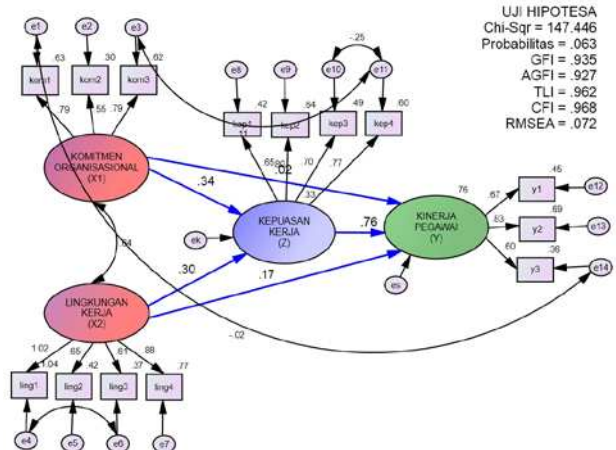 UJI HIPOTESA
Chi-Sqr = 147.446
Probabilitas = .063
GFI = .935
AGFI = .927
TLI = .962
CFI = .968
RMSEA = .072
e1
e2
e3
.63
.30
.62
kom1
kom2
kom3
.79
.55
.79
KOMITMEN
ORGANISASIONAL
(X1)
-.25
e8
e9
e10
e11
.42
.64
.49
.60
kep1
kep2
kep3
kep4
.11
.65
.70
.77
.02
.33
.34
KEPUASAN
KERJA
(Z)
ek
.76
.76
KINERJA
PEGAWAI
(Y)
es
.67
.83
.60
.45
.69
.36
y1
y2
y3
e12
e13
e14
.64
.30
.17
-.02
LINGKUNGAN
KERJA
(X2)
1.02
.65
.61
.88
1.04
.42
.37
.77
ling1
ling2
ling3
ling4
e4
e5
e6
e7